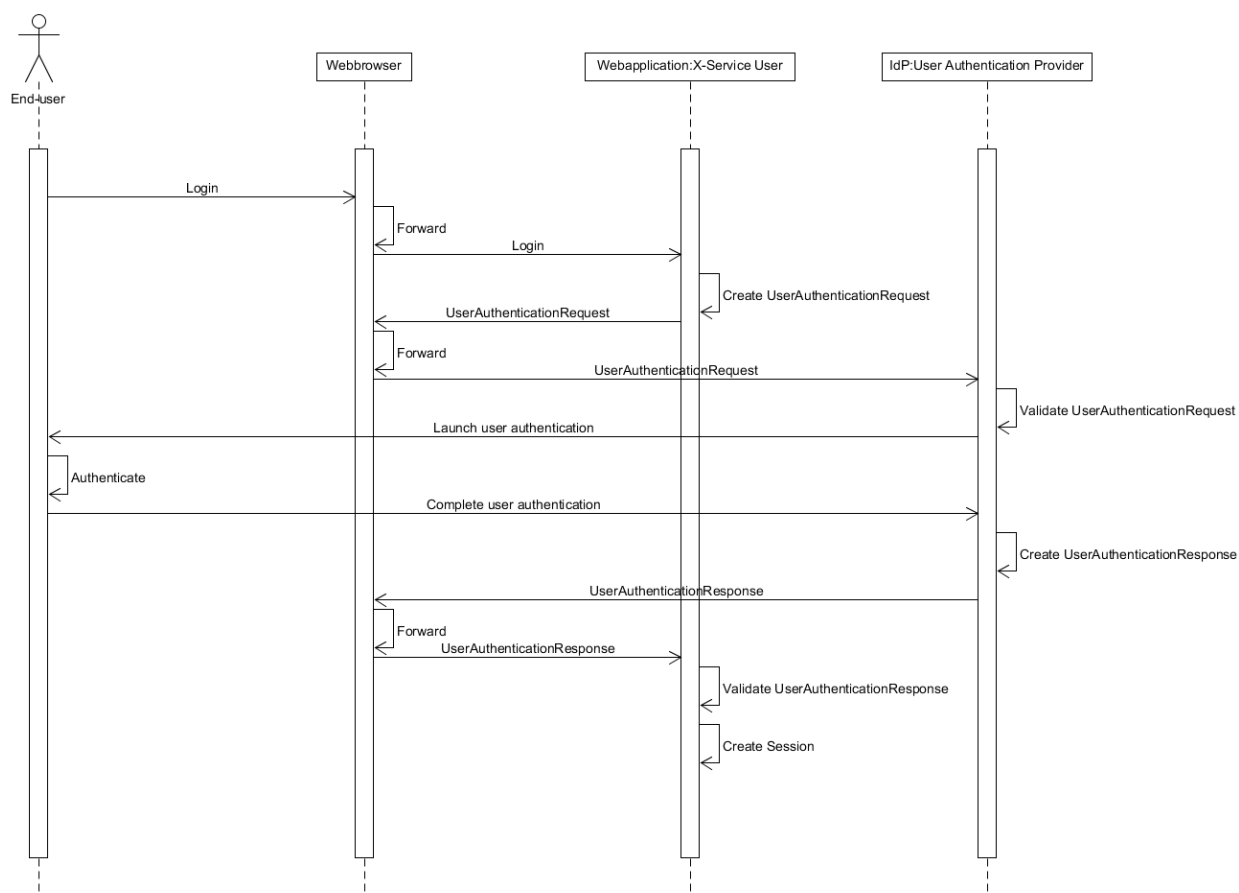 Webbrowser
Webapplication:X-Service User
IdP:User Authentication Provider
End-user
Login
Forward
Login
Create UserAuthenticationRequest
UserAuthenticationRequest
Forward
UserAuthenticationRequest
Validate UserAuthenticationRequest
Launch user authentication
Authenticate
Complete user authentication
Create UserAuthenticationResponse
UserAuthenticationResponse
Forward
UserAuthenticationResponse
Validate UserAuthenticationResponse
Create Session